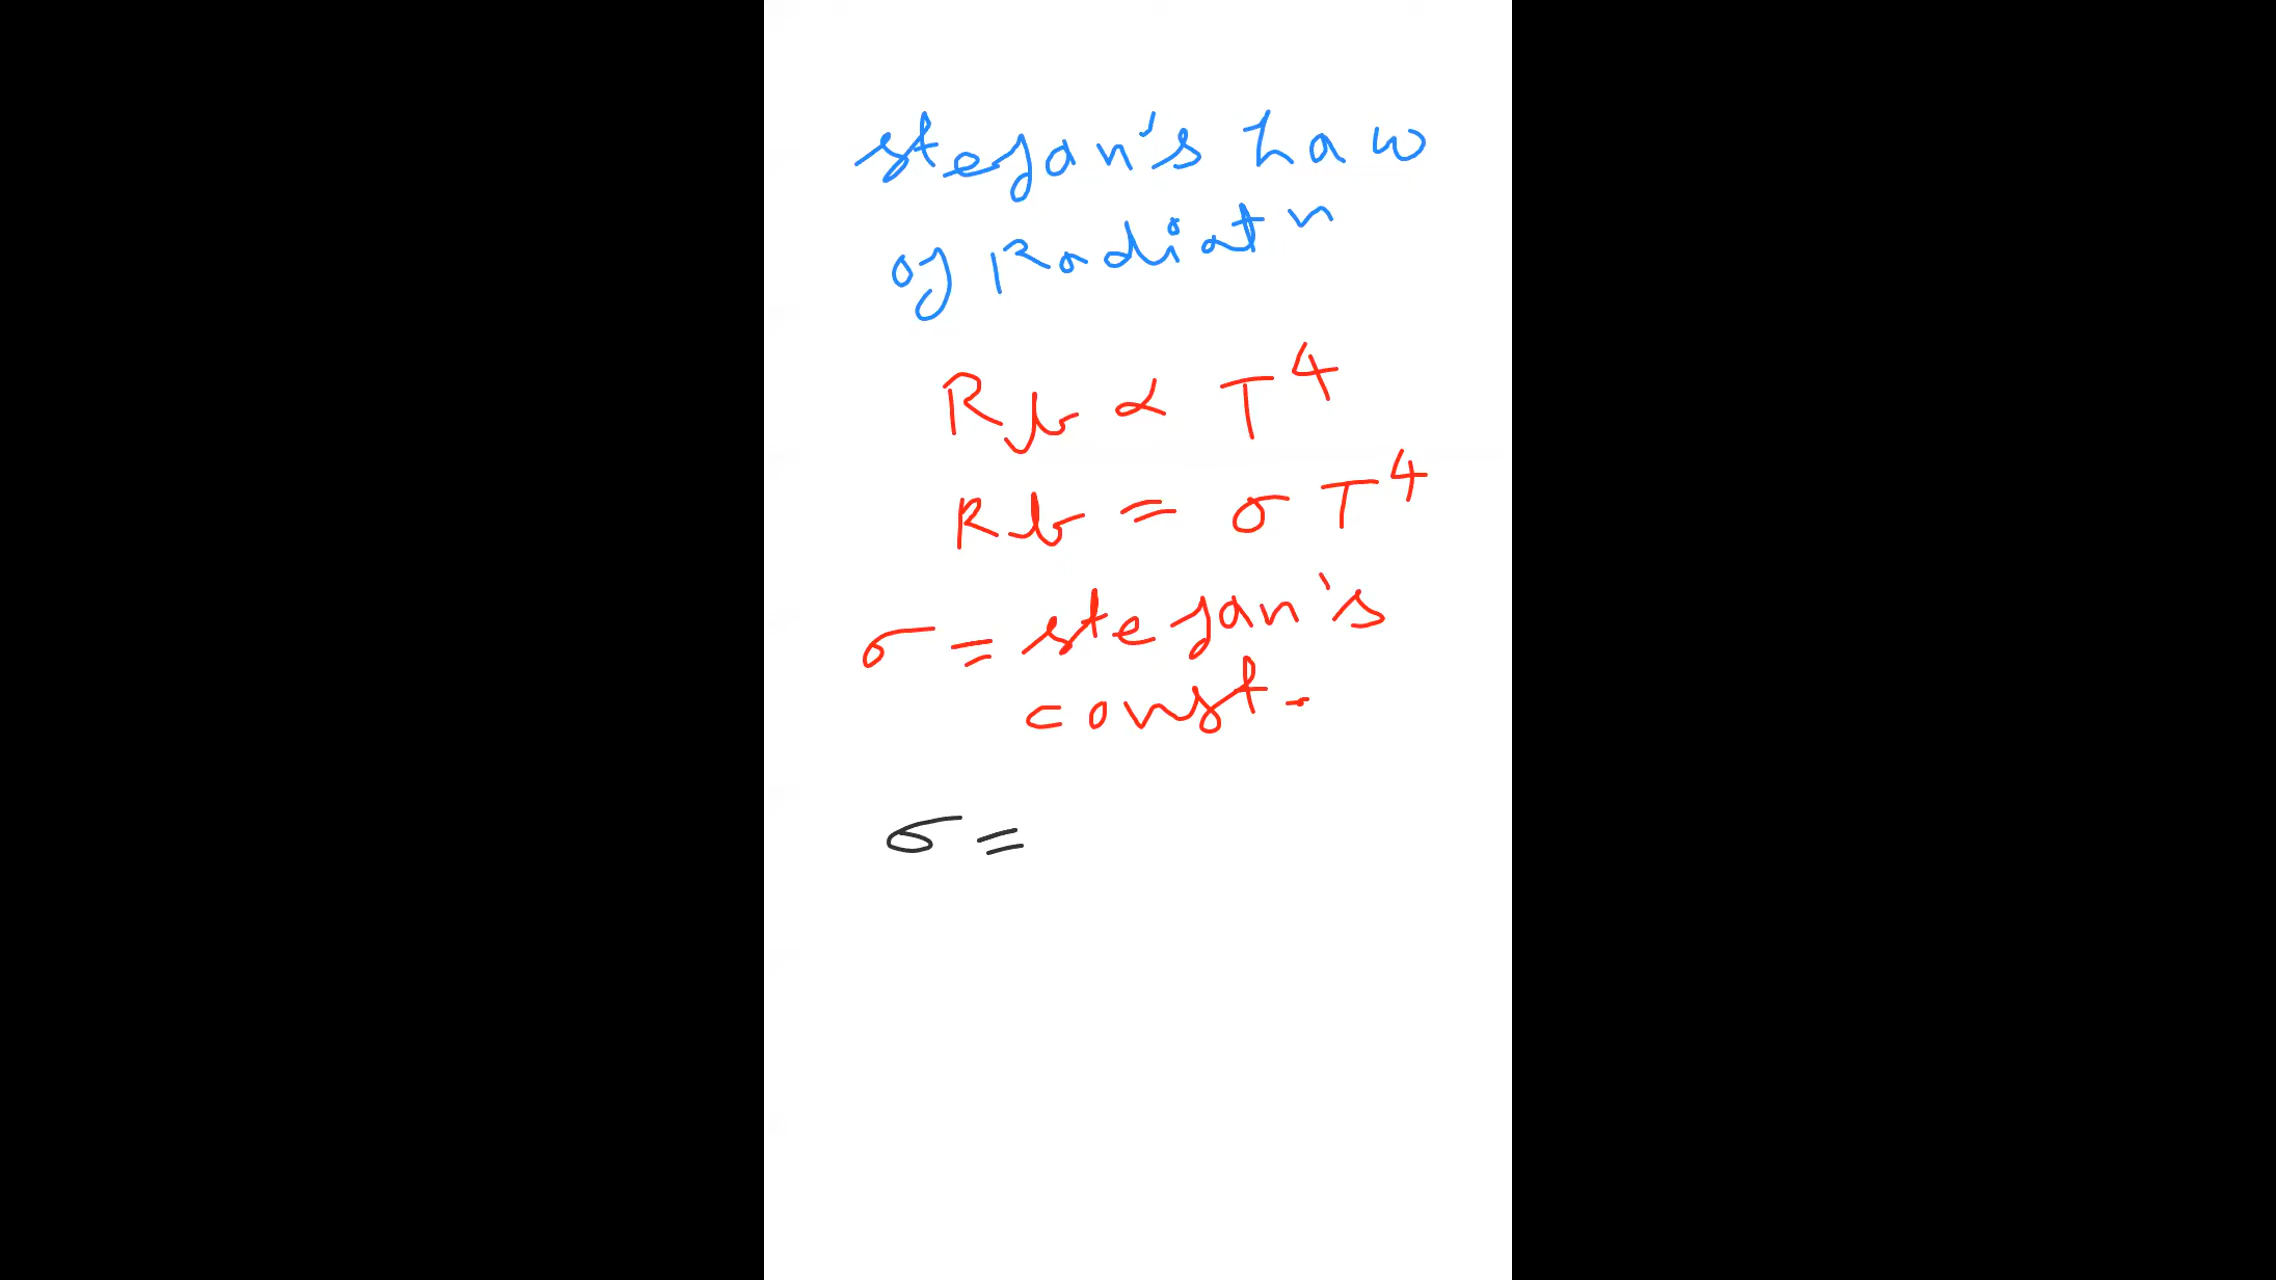 Stefan's Law
of Radiatⁿ
Rb ∝ T⁴
Rb = σ T⁴
σ = Stefan's
const.
σ =